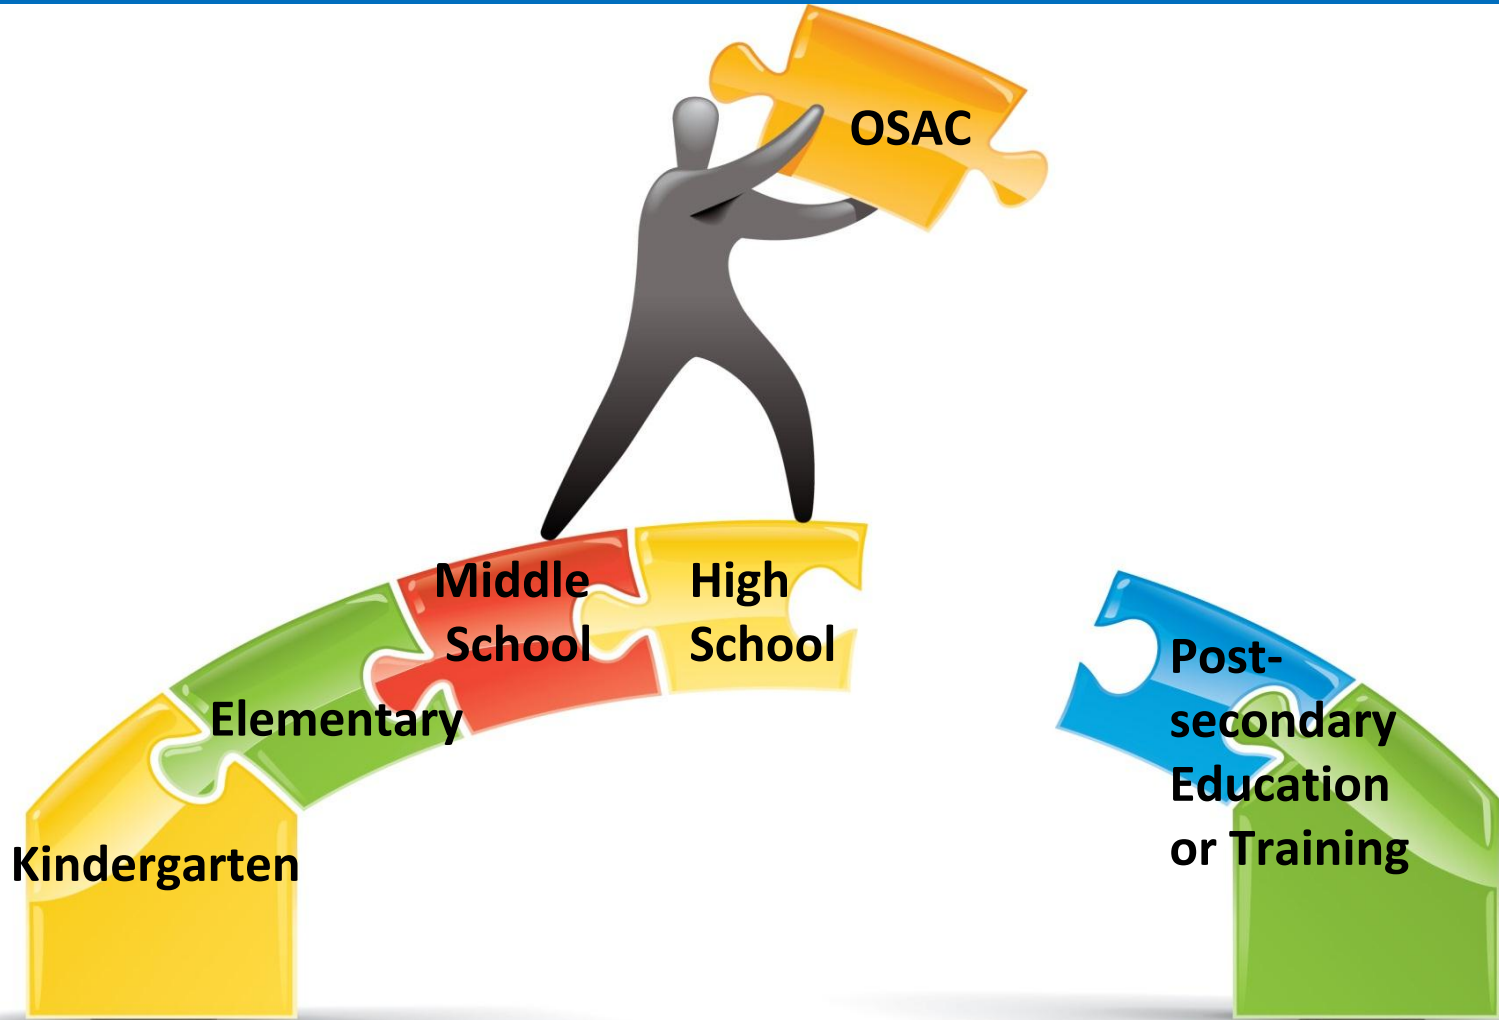 OSAC
Middle
School
High
School
Elementary
Kindergarten
Post-
secondary
Education
or Training